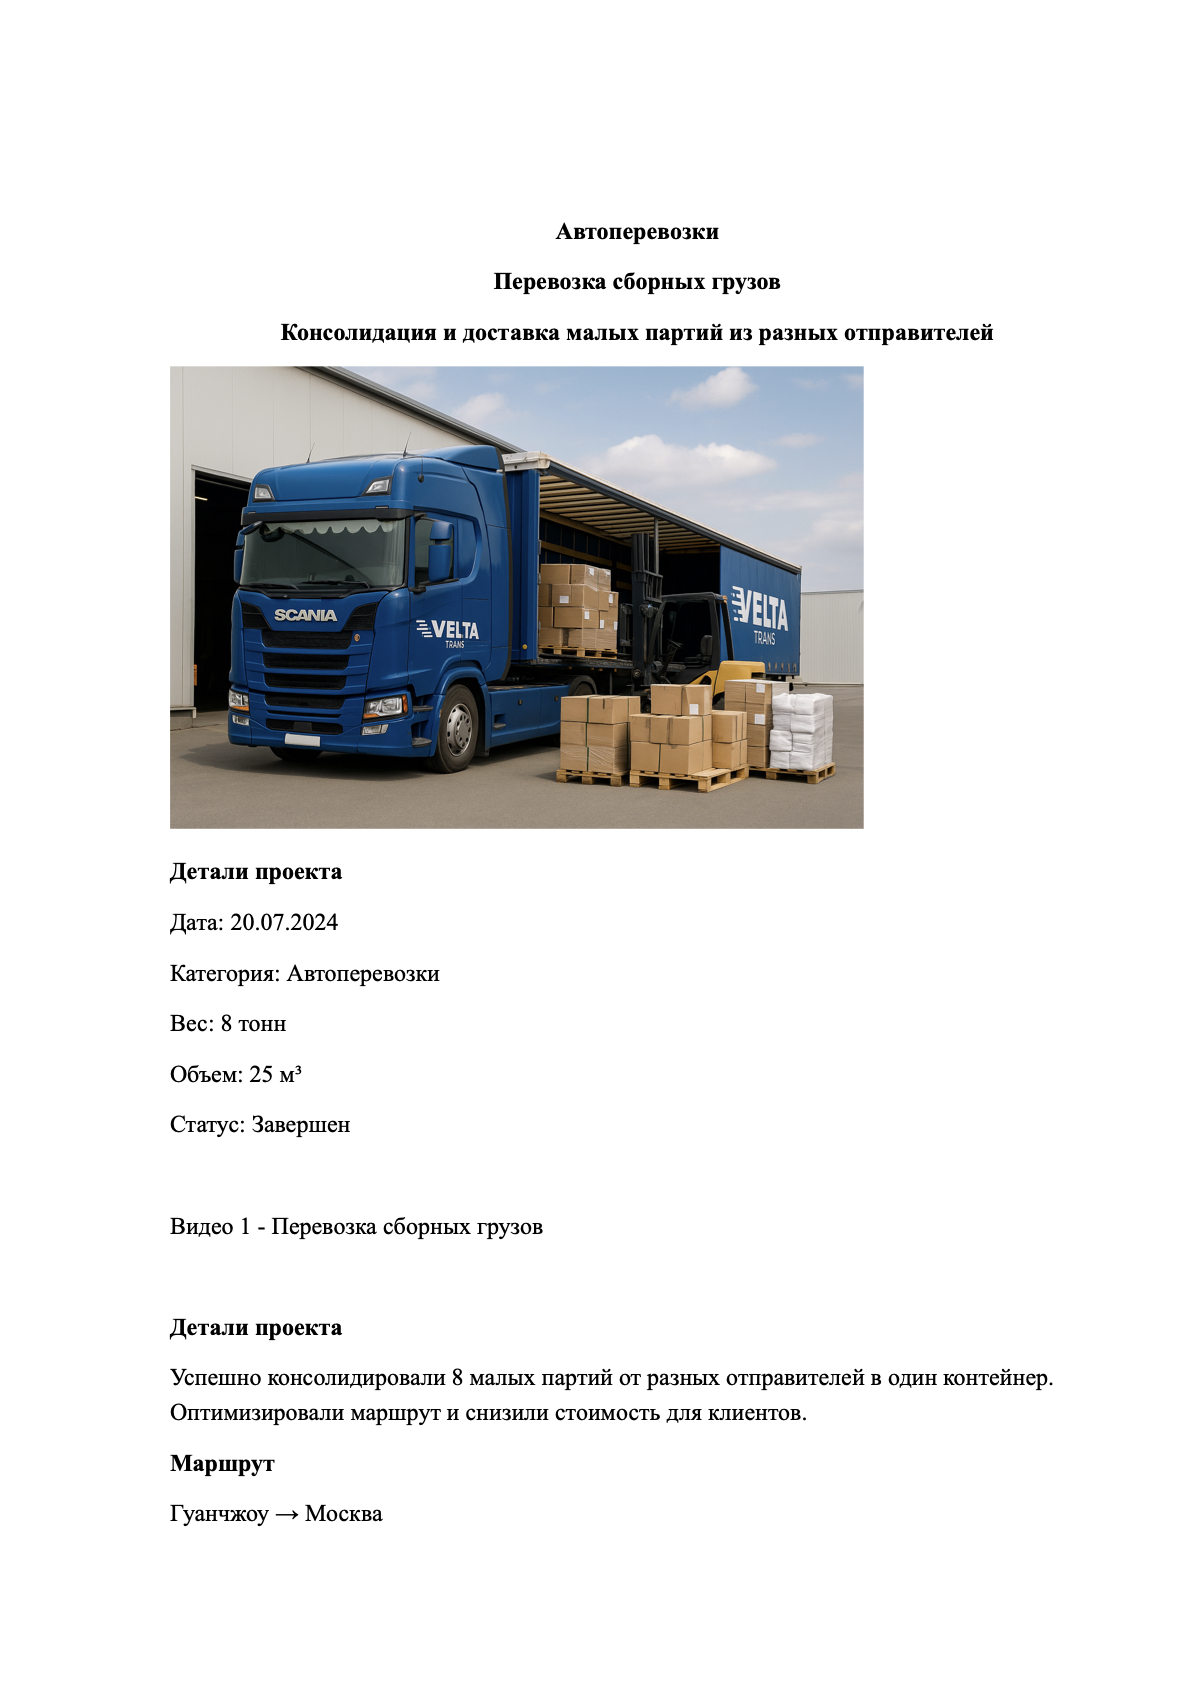 Автоперевозки
Перевозка сборных грузов
Консолидация и доставка малых партий из разных отправителей
SCANIA
VELTA
TRANS
VELTA
TRANS
Детали проекта
Дата: 20.07.2024
Категория: Автоперевозки
Вес: 8 тонн
Объем: 25 м³
Статус: Завершен
Видео 1 - Перевозка сборных грузов
Детали проекта
Успешно консолидировали 8 малых партий от разных отправителей в один контейнер.
Оптимизировали маршрут и снизили стоимость для клиентов.
Маршрут
Гуанчжоу → Москва